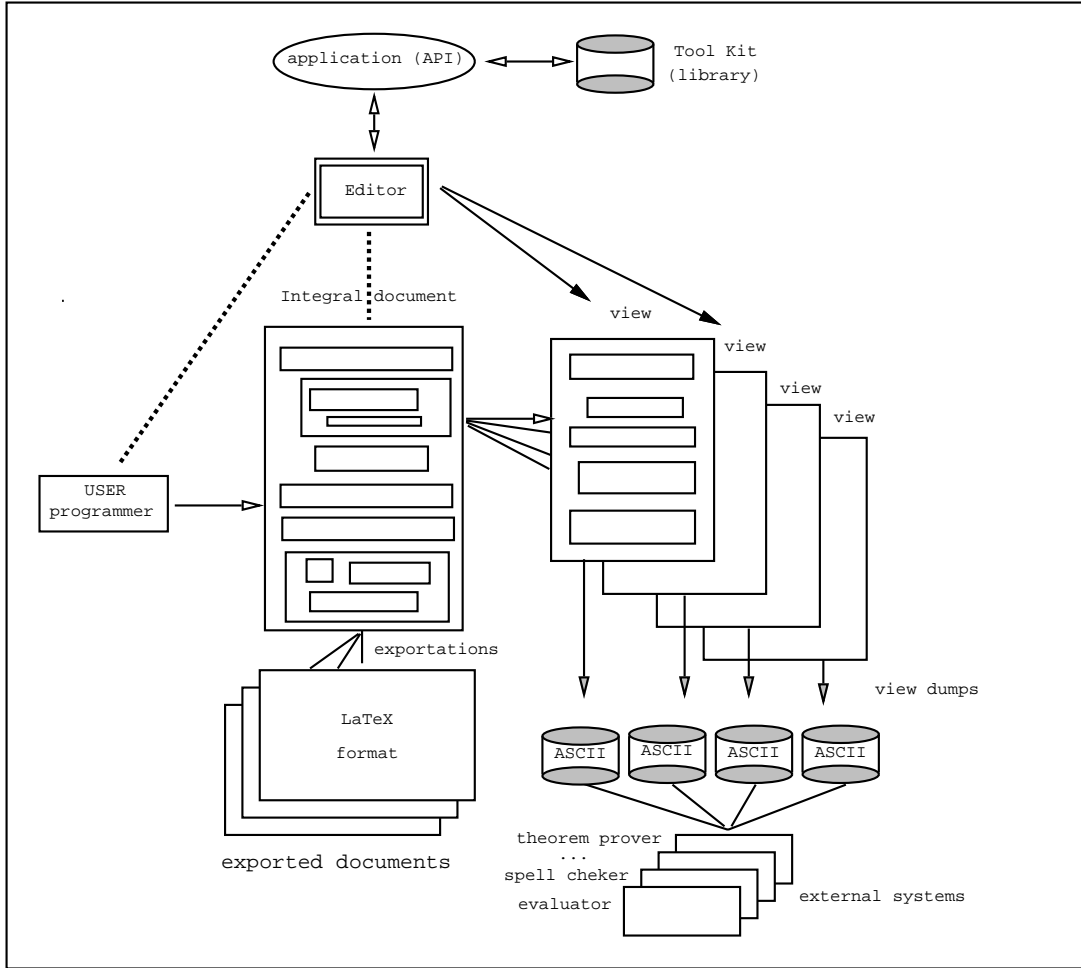 application (API)
Tool Kit
(library)
Editor
Integral document
view
view
view
view
USER
programmer
exportations
view dumps
LaTeX
format
ASCII
ASCII
ASCII
ASCII
exported documents
theorem prover
...
spell cheker
evaluator
external systems